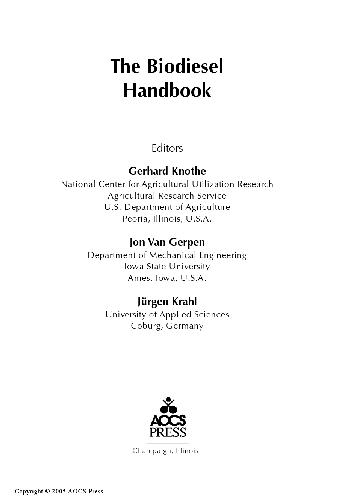 The Biodiesel
Handbook
Editors
Gerhard Knothe
National Center for Agricultural Utilization Research
Agricultural Research Service
U.S. Department of Agriculture
Peoria, Illinois, U.S.A.
Jon Van Gerpen
Department of Mechanical Engineering
Iowa State University
Ames, Iowa, U.S.A.
Jürgen Krahl
University of Applied Sciences
Coburg, Germany
AOCS
PRESS
Champaign, Illinois
Copyright © 2005 AOCS Press